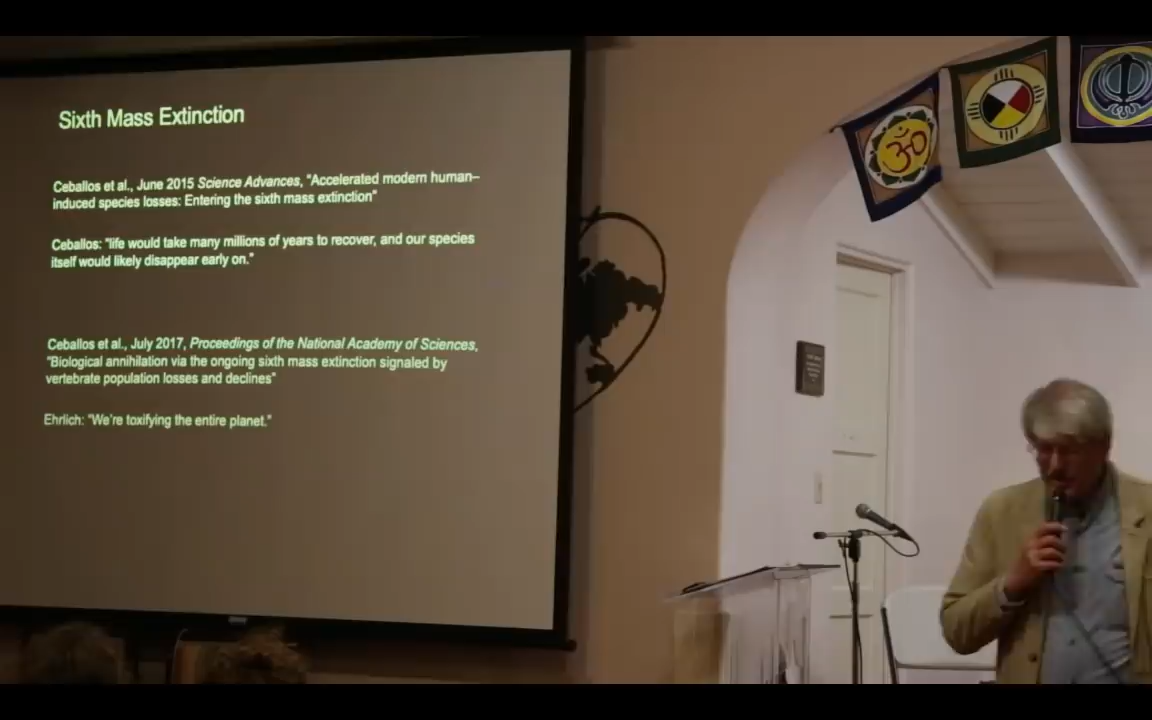 Sixth Mass Extinction
Ceballos et al., June 2015 Science Advances, "Accelerated modern human–
induced species losses: Entering the sixth mass extinction"
Ceballos: "life would take many millions of years to recover, and our species
itself would likely disappear early on."
Ceballos et al., July 2017, Proceedings of the National Academy of Sciences,
"Biological annihilation via the ongoing sixth mass extinction signaled by
vertebrate population losses and declines"
Ehrlich: "We're toxifying the entire planet."
ॐ